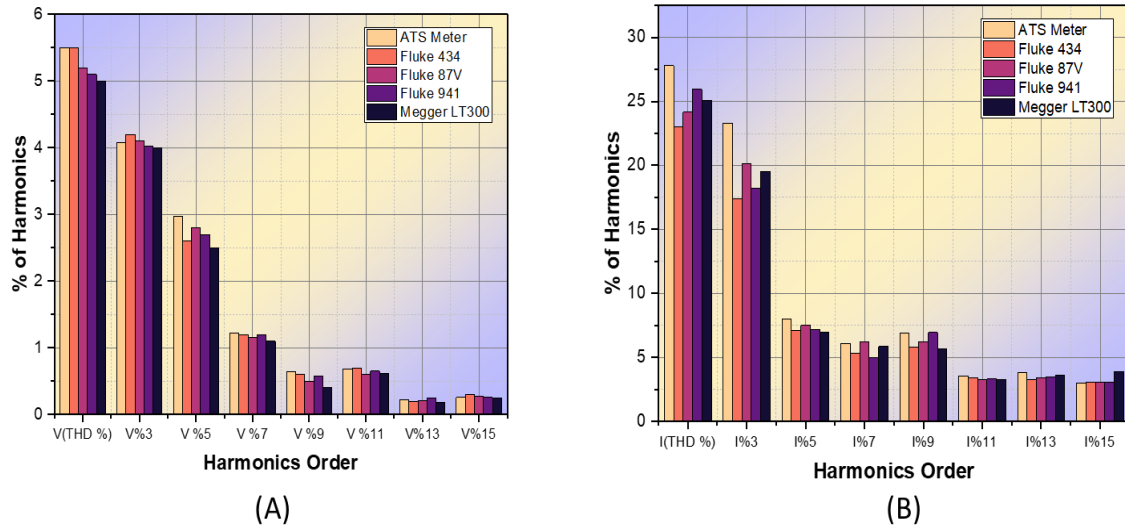 6
5
4
3
2
1
0
% of Harmonics
ATS Meter
Fluke 434
Fluke 87V
Fluke 941
Megger LT300
V(THD %) V%3 V %5 V %7 V %9 V %11 V%13 V%15
Harmonics Order
(A)
30
25
20
15
10
5
0
% of Harmonics
ATS Meter
Fluke 434
Fluke 87V
Fluke 941
Megger LT300
I(THD %) I%3 I%5 I%7 I%9 I%11 I%13 I%15
Harmonics Order
(B)